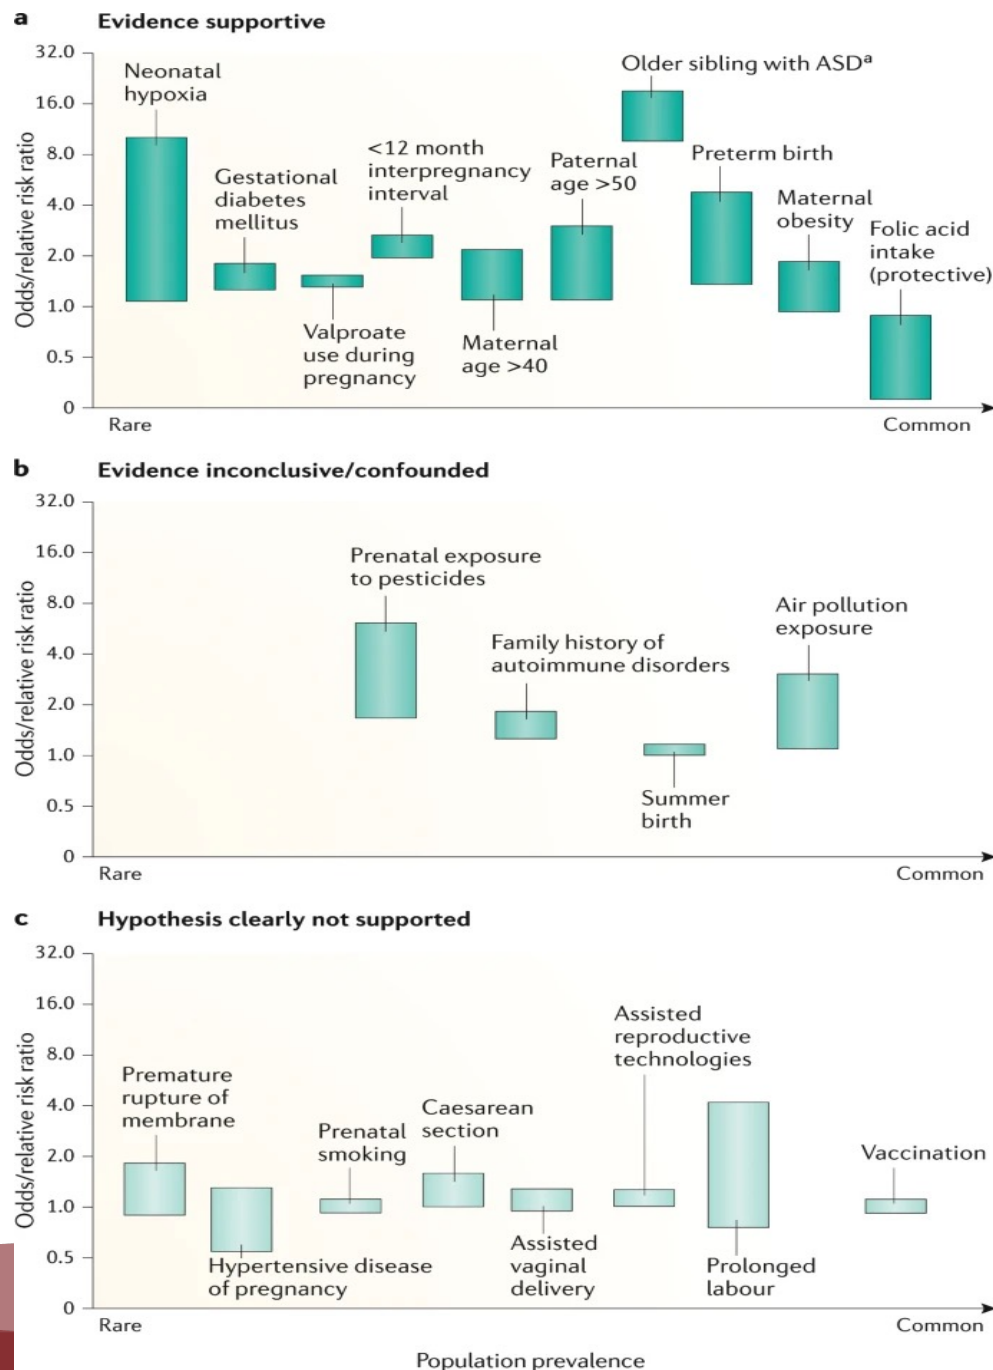 a Evidence supportive
Odds/relative risk ratio
32.0
16.0
8.0
4.0
2.0
1.0
0.5
0
Neonatal
hypoxia
Gestational
diabetes
mellitus
Valproate
use during
pregnancy
<12 month
interpregnancy
interval
Maternal
age >40
Paternal
age >50
Older sibling with ASDª
Preterm birth
Maternal
obesity
Folic acid
intake
(protective)
Rare
Common
b Evidence inconclusive/confounded
Odds/relative risk ratio
32.0
16.0
8.0
4.0
2.0
1.0
0.5
0
Prenatal exposure
to pesticides
Family history of
autoimmune disorders
Summer
birth
Air pollution
exposure
Rare
Common
c Hypothesis clearly not supported
Odds/relative risk ratio
32.0
16.0
8.0
4.0
2.0
1.0
0.5
0
Premature
rupture of
membrane
Hypertensive disease
of pregnancy
Prenatal
smoking
Caesarean
section
Assisted
vaginal
delivery
Assisted
reproductive
technologies
Prolonged
labour
Vaccination
Rare
Common
Population prevalence